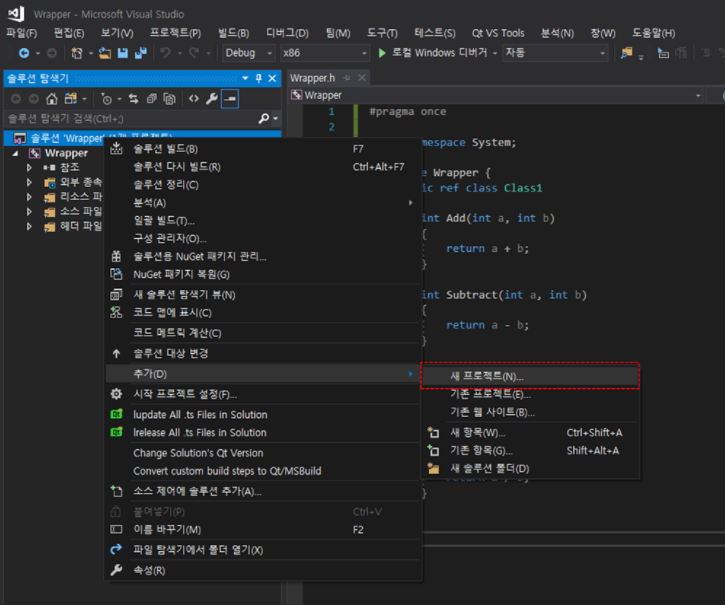 Wrapper - Microsoft Visual Studio
파일(F) 편집(E) 보기(V) 프로젝트(P) 빌드(B) 디버그(D) 팀(M) 도구(T) 테스트(S) Qt VS Tools 분석(N) 창(W) 도움말(H)
Debug x86 로컬 Windows 디버거 자동
솔루션 탐색기
솔루션 탐색기 검색(Ctrl+;)
솔루션 'Wrapper'
Wrapper
참조
외부 종속
리소스 파
소스 파일
헤더 파일
Wrapper.h
Wrapper
1 #pragma once
2
mespace System;
e Wrapper {
ic ref class Class1
int Add(int a, int b)
{
return a + b;
}
int Subtract(int a, int b)
{
return a - b;
}
}
솔루션 빌드(B) F7
솔루션 다시 빌드(R) Ctrl+Alt+F7
솔루션 정리(C)
분석(A)
일괄 빌드(T)...
구성 관리자(O)...
솔루션용 NuGet 패키지 관리...
NuGet 패키지 복원(G)
새 솔루션 탐색기 뷰(N)
코드 맵에 표시(C)
코드 메트릭 계산(C)
솔루션 대상 변경
추가(D)
시작 프로젝트 설정(F)...
lupdate All .ts Files in Solution
lrelease All .ts Files in Solution
Change Solution's Qt Version
Convert custom build steps to Qt/MSBuild
소스 제어에 솔루션 추가(A)...
붙여넣기(P) Ctrl+V
이름 바꾸기(M) F2
파일 탐색기에서 폴더 열기(X)
속성(R)
새 프로젝트(N)...
기존 프로젝트(E)...
기존 웹 사이트(B)...
새 항목(W)... Ctrl+Shift+A
기존 항목(G)... Shift+Alt+A
새 솔루션 폴더(D)